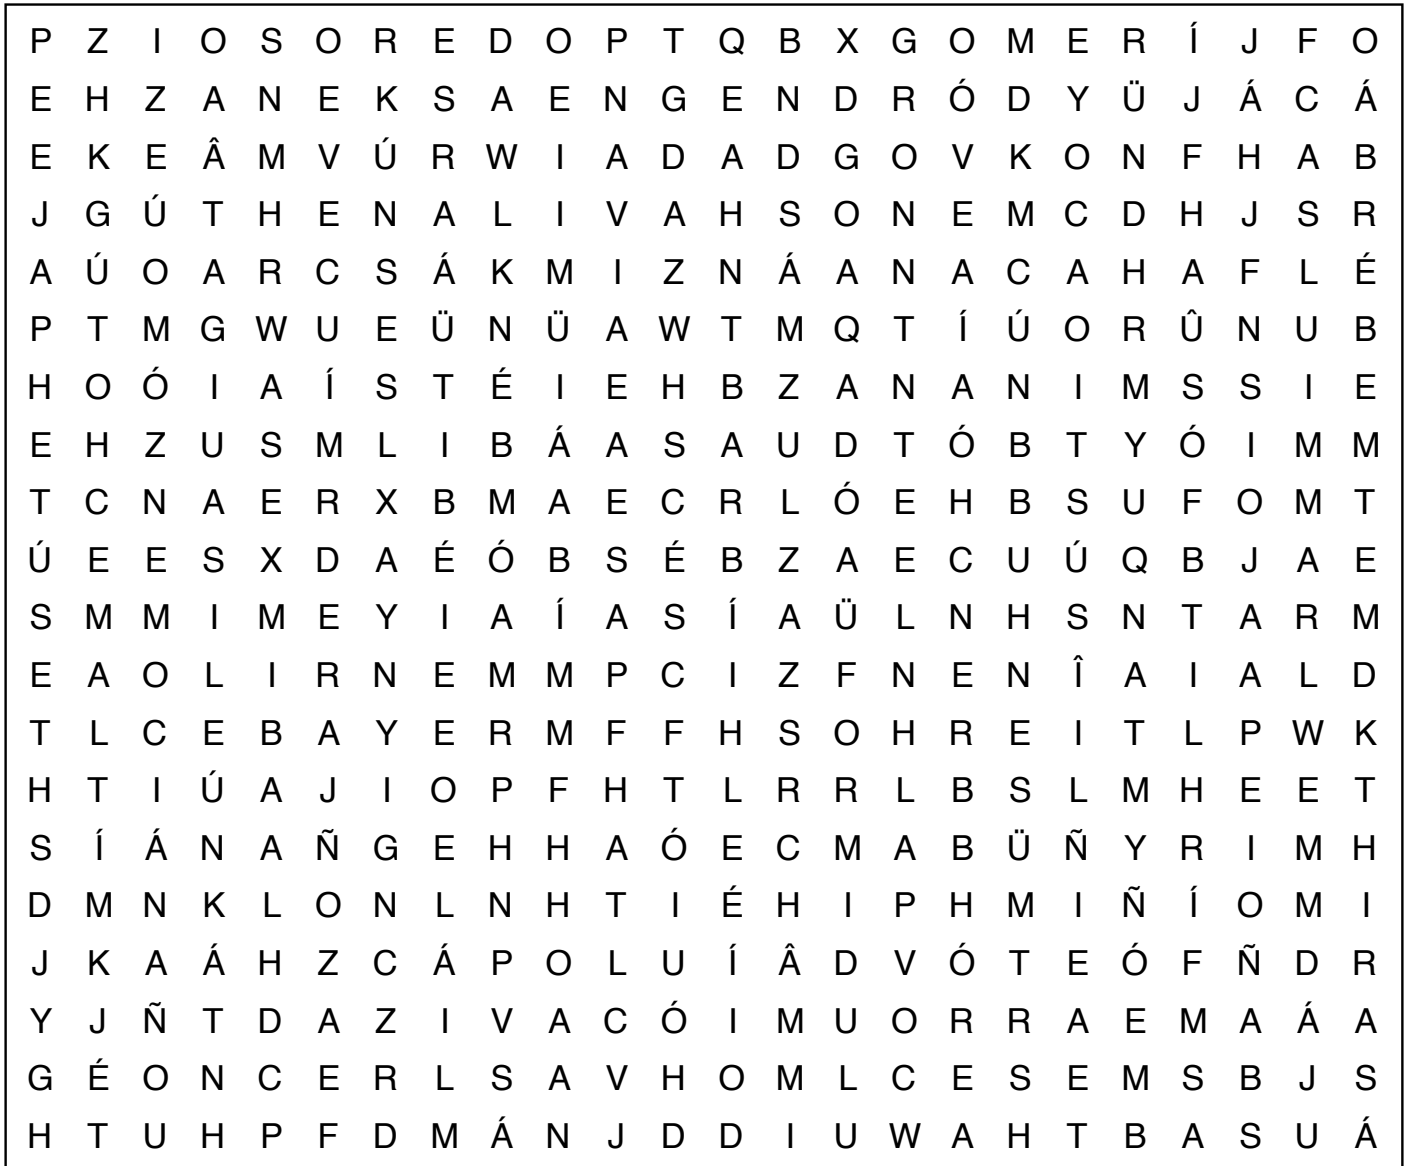 P Z I O S O R E D O P T Q B X G O M E R Í J F O
E H Z A N E K S A E N G E N D R Ó D Y Ü J Á C Á
E K E Â M V Ú R W I A D A D G O V K O N F H A B
J G Ú T H E N A L I V A H S O N E M C D H J S R
A Ú O A R C S Á K M I Z N Á A N A C A H A F L É
P T M G W U E Ü N Ü A W T M Q T Í Ú O R Û N U B
H O Ó I A Í S T É I E H B Z A N A N I M S S I E
E H Z U S M L I B Á A S A U D T Ó B T Y Ó I M M
T C N A E R X B M A E C R L Ó E H B S U F O M T
Ú E E S X D A É Ó B S É B Z A E C U Ú Q B J A E
S M M I M E Y I A Í A S Í A Ü L N H S N T A R M
E A O L I R N E M M P C I Z F N E N Î A I A L D
T L C E B A Y E R M F F H S O H R E I T L P W K
H T I Ú A J I O P F H T L R R L B S L M H E E T
S Í Á N A Ñ G E H H A Ó E C M A B Ü Ñ Y R I M H
D M N K L O N L N H T I É H I P H M I Ñ Í O M I
J K A Á H Z C Á P O L U Í Â D V Ó T E Ó F Ñ D R
Y J Ñ T D A Z I V A C Ó I M U O R R A E M A Á A
G É O N C E R L S A V H O M L C E S E M S B J S
H T U H P F D M Á N J D D I U W A H T B A S U Á